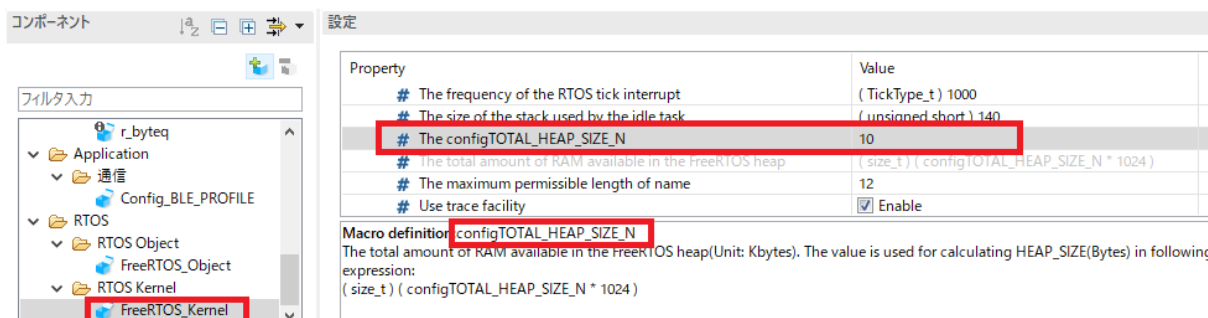 コンポーネント
設定
フィルタ入力
r_byteq
Application
通信
Config_BLE_PROFILE
RTOS
RTOS Object
FreeRTOS_Object
RTOS Kernel
FreeRTOS_Kernel
Property Value
# The frequency of the RTOS tick interrupt ( TickType_t ) 1000
# The size of the stack used by the idle task ( unsigned short ) 140
# The configTOTAL_HEAP_SIZE_N 10
# The total amount of RAM available in the FreeRTOS heap ( size_t ) ( configTOTAL_HEAP_SIZE_N * 1024 )
# The maximum permissible length of name 12
# Use trace facility Enable
Macro definition: configTOTAL_HEAP_SIZE_N
The total amount of RAM available in the FreeRTOS heap(Unit: Kbytes). The value is used for calculating HEAP_SIZE(Bytes) in following
expression:
( size_t ) ( configTOTAL_HEAP_SIZE_N * 1024 )